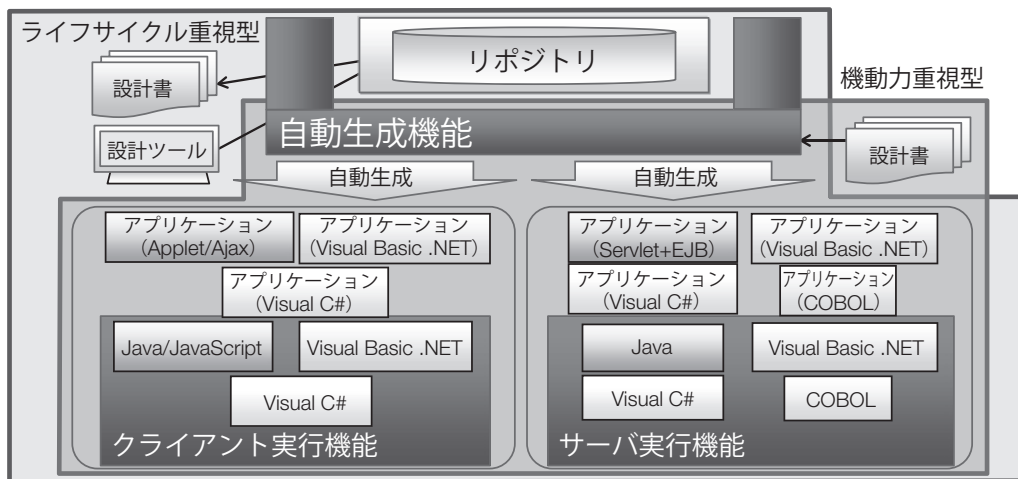 ライフサイクル重視型
リポジトリ
設計書
機動力重視型
設計ツール
自動生成機能
設計書
自動生成
自動生成
アプリケーション
(Applet/Ajax)
アプリケーション
(Visual Basic .NET)
アプリケーション
(Visual C#)
アプリケーション
(Servlet+EJB)
アプリケーション
(Visual Basic .NET)
アプリケーション
(Visual C#)
アプリケーション
(COBOL)
Java/JavaScript
Visual Basic .NET
Visual C#
クライアント実行機能
Java
Visual Basic .NET
Visual C#
COBOL
サーバ実行機能